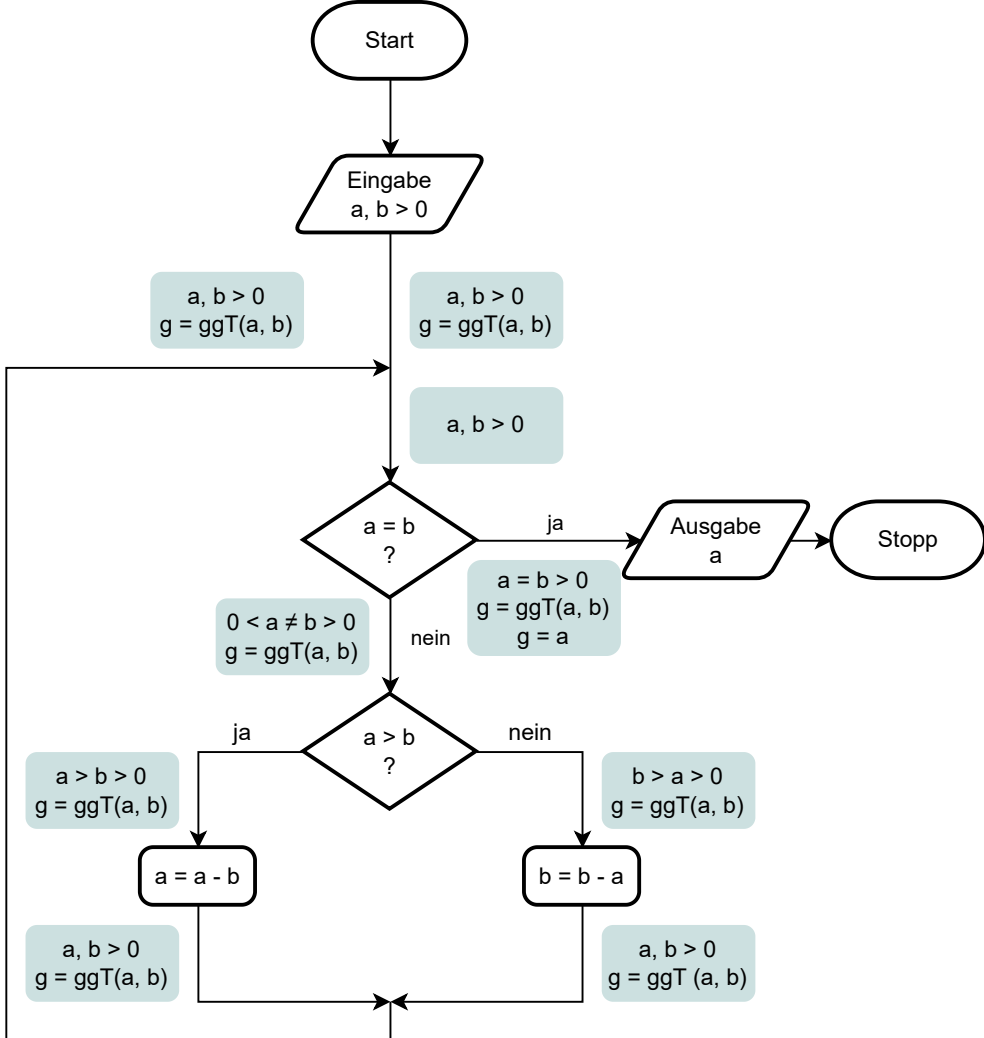 Start
Eingabe
a, b > 0
a, b > 0
g = ggT(a, b)
a, b > 0
g = ggT(a, b)
a, b > 0
a = b
?
ja
Ausgabe
a
Stopp
a = b > 0
g = ggT(a, b)
g = a
0 < a ≠ b > 0
g = ggT(a, b)
nein
a > b
?
ja
nein
a > b > 0
g = ggT(a, b)
b > a > 0
g = ggT(a, b)
a = a - b
b = b - a
a, b > 0
g = ggT(a, b)
a, b > 0
g = ggT (a, b)